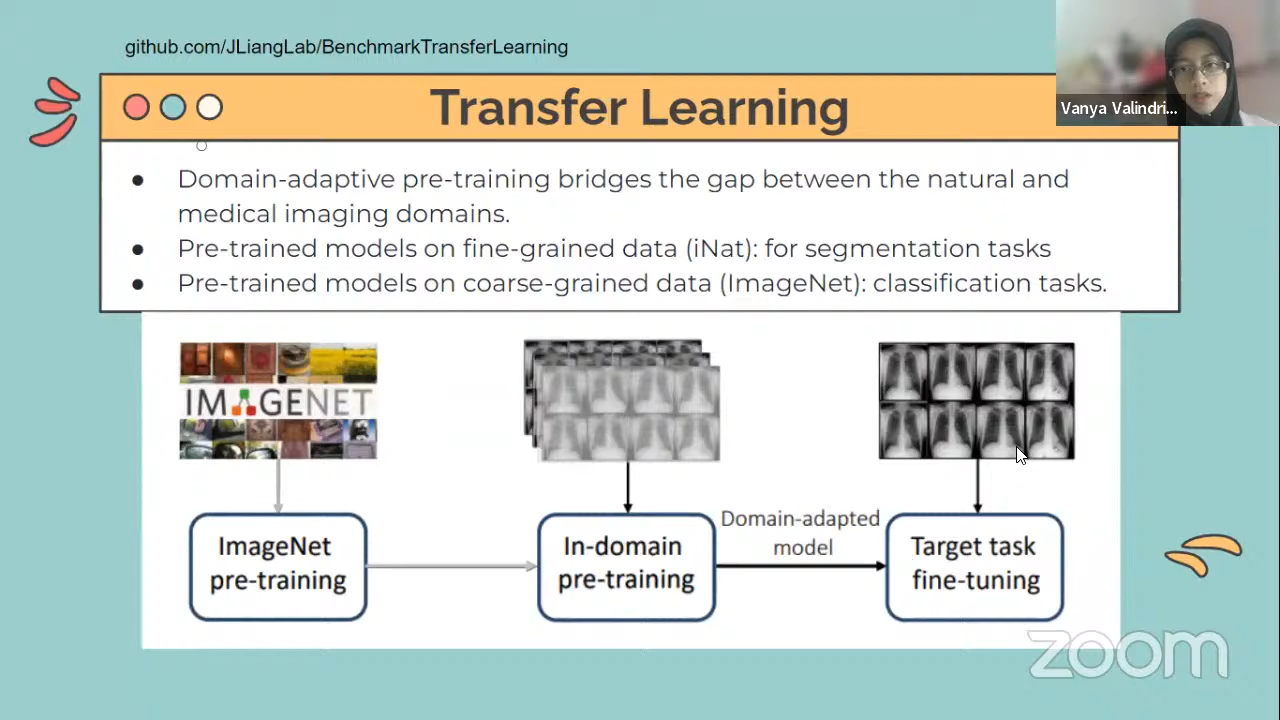 github.com/JLiangLab/BenchmarkTransferLearning
Transfer Learning
Vanya Valindri...
● Domain-adaptive pre-training bridges the gap between the natural and
medical imaging domains.
● Pre-trained models on fine-grained data (iNat): for segmentation tasks
● Pre-trained models on coarse-grained data (ImageNet): classification tasks.
IMAGENET
Domain-adapted
model
ImageNet
pre-training
In-domain
pre-training
Target task
fine-tuning
zoom